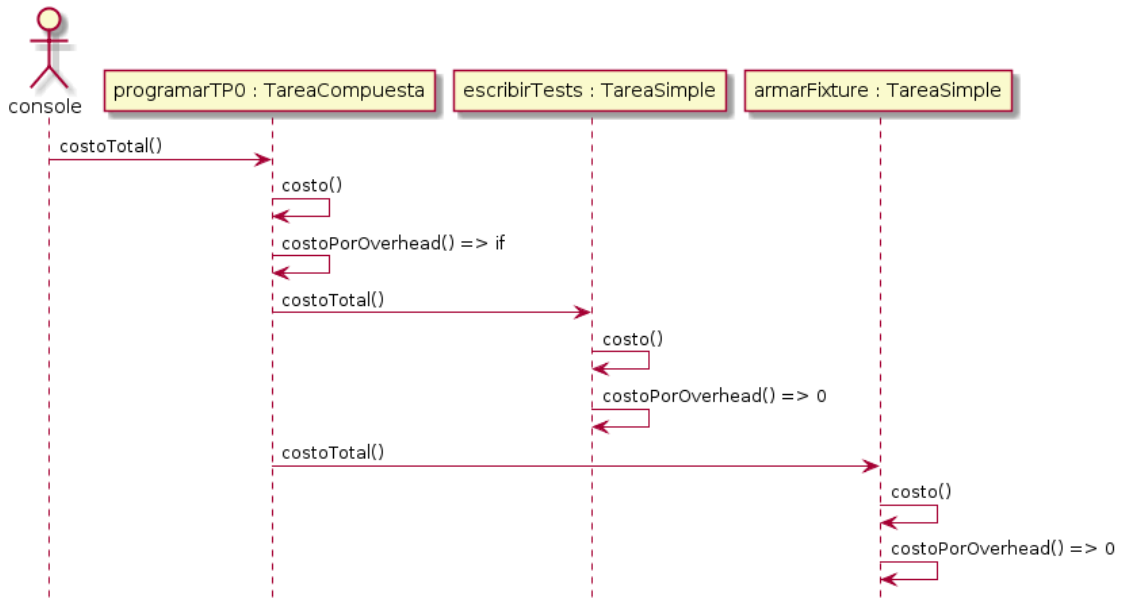 console
programarTP0 : TareaCompuesta
escribirTests : TareaSimple
armarFixture : TareaSimple
costoTotal()
costo()
costoPorOverhead() => if
costoTotal()
costo()
costoPorOverhead() => 0
costoTotal()
costo()
costoPorOverhead() => 0